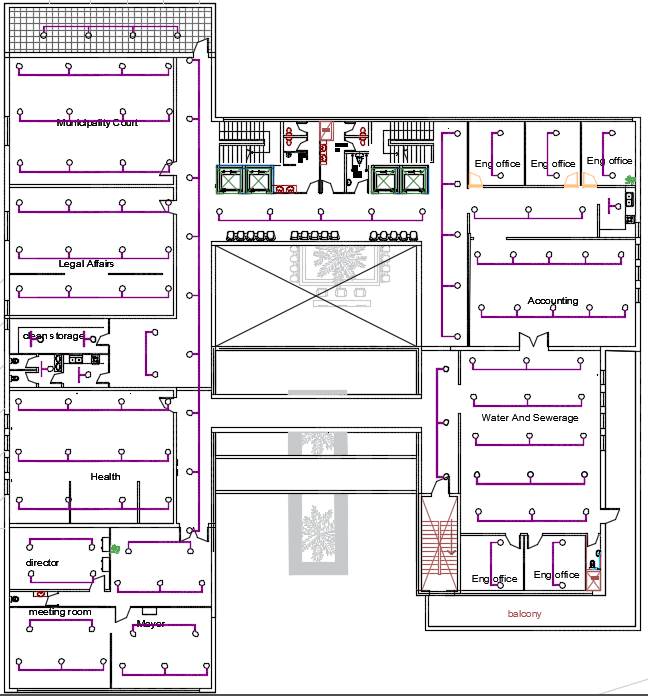 Municipality Court
Eng office
Eng office
Eng office
Legal Affairs
Accounting
clean storage
Water And Sewerage
Health
director
Eng office
Eng office
meeting room
Mayer
balcony